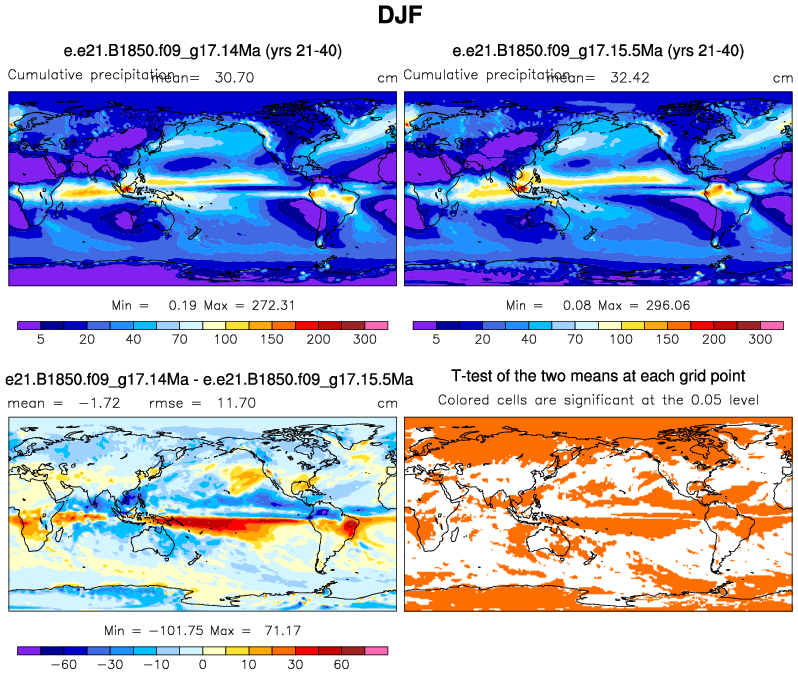 DJF
e.e21.B1850.f09_g17.14Ma (yrs 21-40)
Cumulative precipitation mean= 30.70 cm
Min = 0.19 Max = 272.31
5 20 40 70 100 150 200 300
e.e21.B1850.f09_g17.15.5Ma (yrs 21-40)
Cumulative precipitation mean= 32.42 cm
Min = 0.08 Max = 296.06
5 20 40 70 100 150 200 300
e21.B1850.f09_g17.14Ma - e.e21.B1850.f09_g17.15.5Ma
mean = -1.72 rmse = 11.70 cm
Min = -101.75 Max = 71.17
-60 -30 -10 0 10 30 60
T-test of the two means at each grid point
Colored cells are significant at the 0.05 level